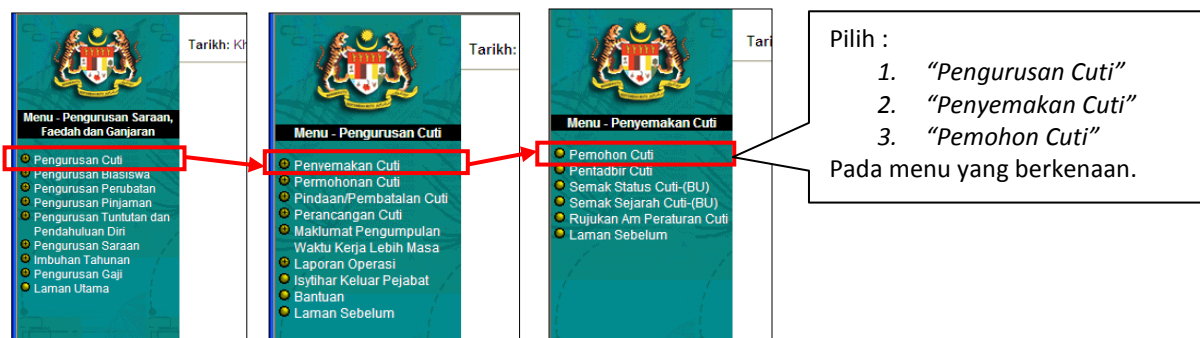 Tarikh: Kh
Menu - Pengurusan Saraan,
Faedah dan Ganjaran
Pengurusan Cuti
Pengurusan Biasiswa
Pengurusan Perubatan
Pengurusan Pinjaman
Pengurusan Tuntutan dan
Pendahuluan Diri
Pengurusan Saraan
Imbuhan Tahunan
Pengurusan Gaji
Laman Utama
Tarikh:
Menu - Pengurusan Cuti
Penyemakan Cuti
Permohonan Cuti
Pindaan/Pembatalan Cuti
Perancangan Cuti
Maklumat Pengumpulan
Waktu Kerja Lebih Masa
Laporan Operasi
Isytihar Keluar Pejabat
Bantuan
Laman Sebelum
Tari
Menu - Penyemakan Cuti
Pemohon Cuti
Pentadbir Cuti
Semak Status Cuti-(BU)
Semak Sejarah Cuti-(BU)
Rujukan Am Peraturan Cuti
Laman Sebelum
Pilih :
1. “Pengurusan Cuti”
2. “Penyemakan Cuti”
3. “Pemohon Cuti”
Pada menu yang berkenaan.